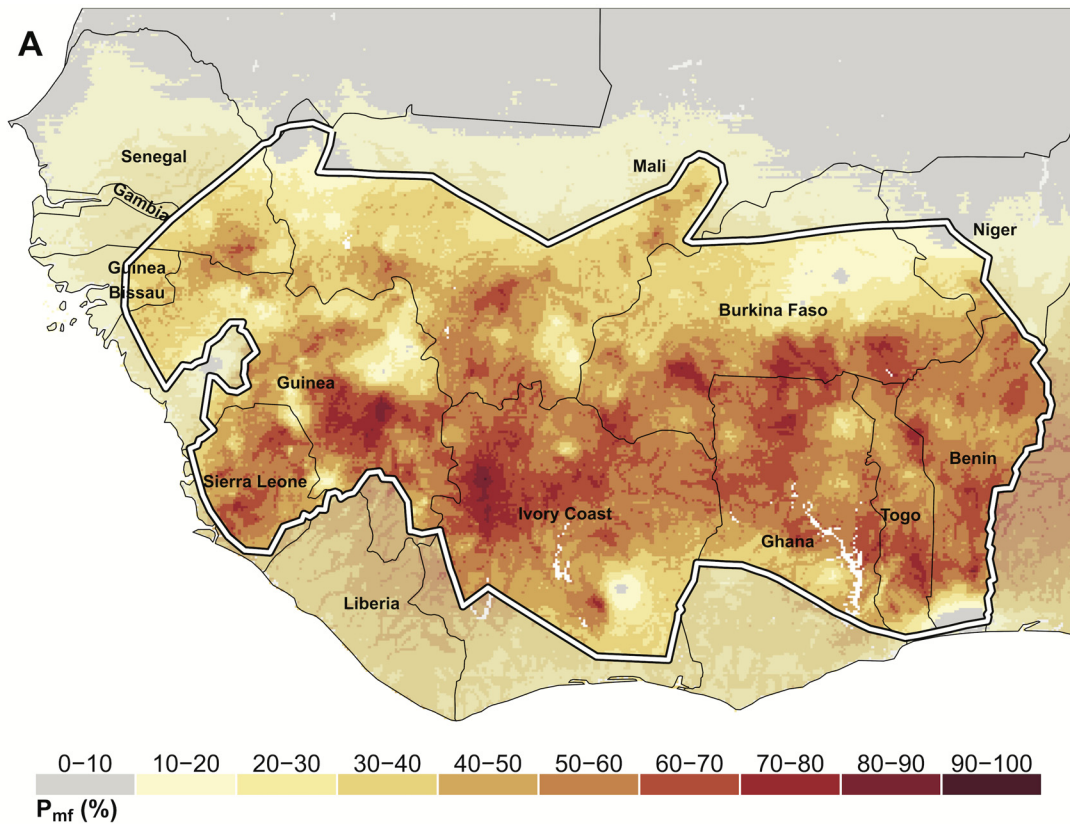 A
Senegal
Mali
Gambia
Niger
Guinea
Bissau
Burkina Faso
Guinea
Benin
Sierra Leone
Ivory Coast
Togo
Ghana
Liberia
0–10 10–20 20–30 30–40 40–50 50–60 60–70 70–80 80–90 90–100
Pmf (%)